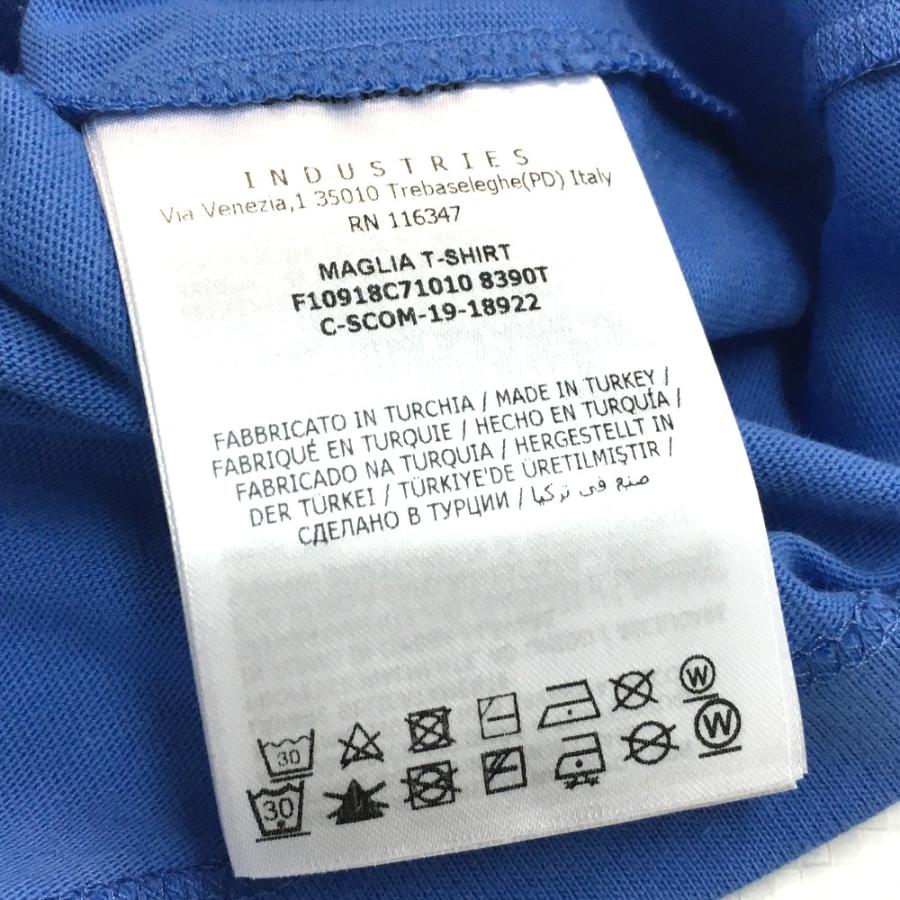 INDUSTRIES
Via Venezia,1 35010 Trebaseleghe(PD) Italy
RN 116347
MAGLIA T-SHIRT
F10918C71010 8390T
C-SCOM-19-18922
FABBRICATO IN TURCHIA / MADE IN TURKEY /
FABRIQUÉ EN TURQUIE / HECHO EN TURQUÍA /
FABRICADO NA TURQUIA / HERGESTELLT IN
DER TÜRKEI / TÜRKIYE'DE ÜRETILMIŞTIR /
СДЕЛАНО В ТУРЦИИ / صنع في تركيا
30 W
30 W